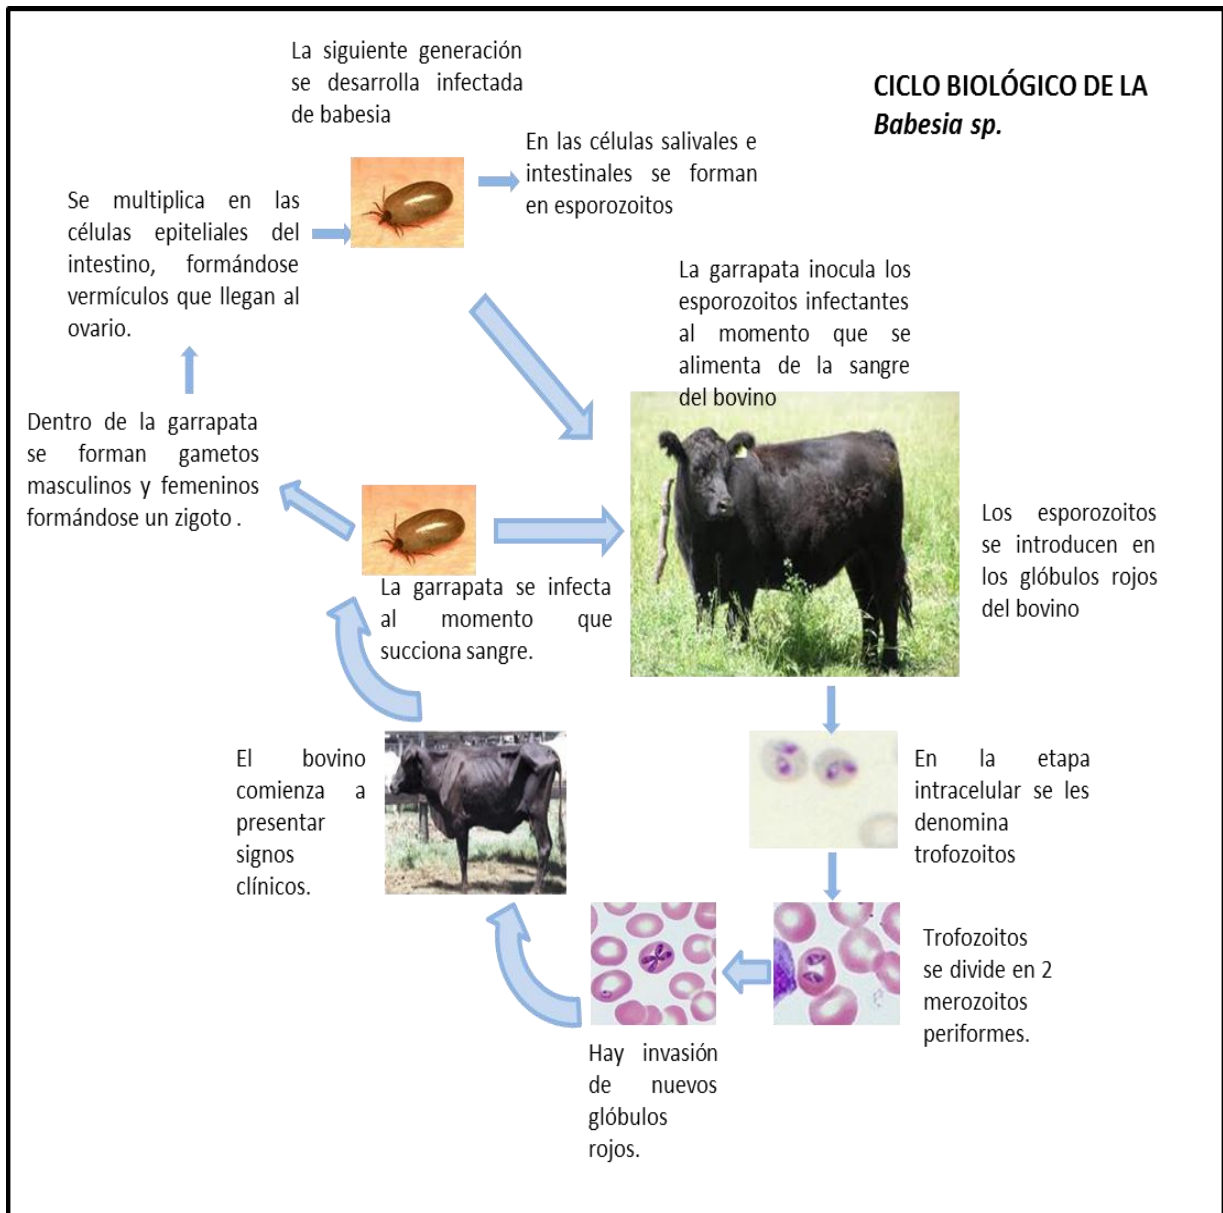 CICLO BIOLÓGICO DE LA
Babesia sp.
La siguiente generación
se desarrolla infectada
de babesia
En las células salivales e
intestinales se forman
en esporozoitos
Se multiplica en las
células epiteliales del
intestino, formándose
vermículos que llegan al
ovario.
La garrapata inocula los
esporozoitos infectantes
al momento que se
alimenta de la sangre
del bovino
Dentro de la garrapata
se forman gametos
masculinos y femeninos
formándose un zigoto .
La garrapata se infecta
al momento que
succiona sangre.
Los esporozoitos
se introducen en
los glóbulos rojos
del bovino
El bovino
comienza a
presentar
signos
clínicos.
En la etapa
intracelular se les
denomina
trofozoitos
Trofozoitos
se divide en 2
merozoitos
periformes.
Hay invasión
de nuevos
glóbulos
rojos.